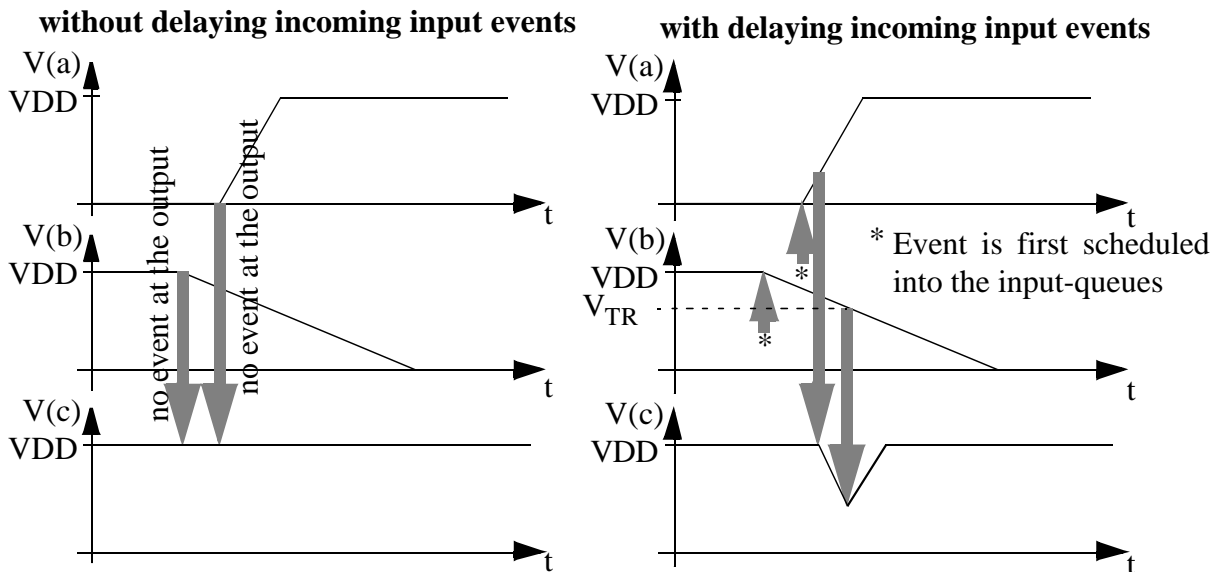 without delaying incoming input events
V(a)
VDD
t
no event at the output
no event at the output
V(b)
VDD
t
V(c)
VDD
t
with delaying incoming input events
V(a)
VDD
t
* Event is first scheduled
into the input-queues
V(b)
VDD
VTR
*
*
t
V(c)
VDD
t